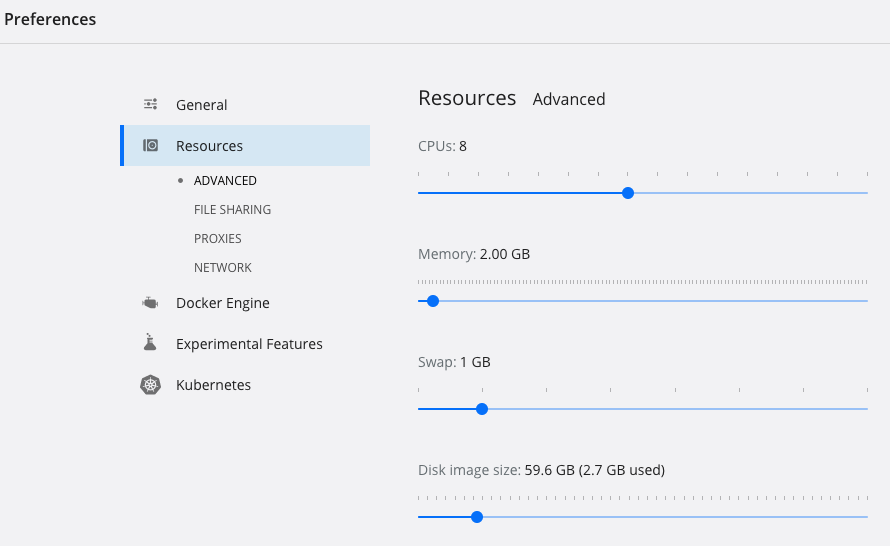 Preferences
General
Resources
ADVANCED
FILE SHARING
PROXIES
NETWORK
Docker Engine
Experimental Features
Kubernetes
Resources Advanced
CPUs: 8
Memory: 2.00 GB
Swap: 1 GB
Disk image size: 59.6 GB (2.7 GB used)